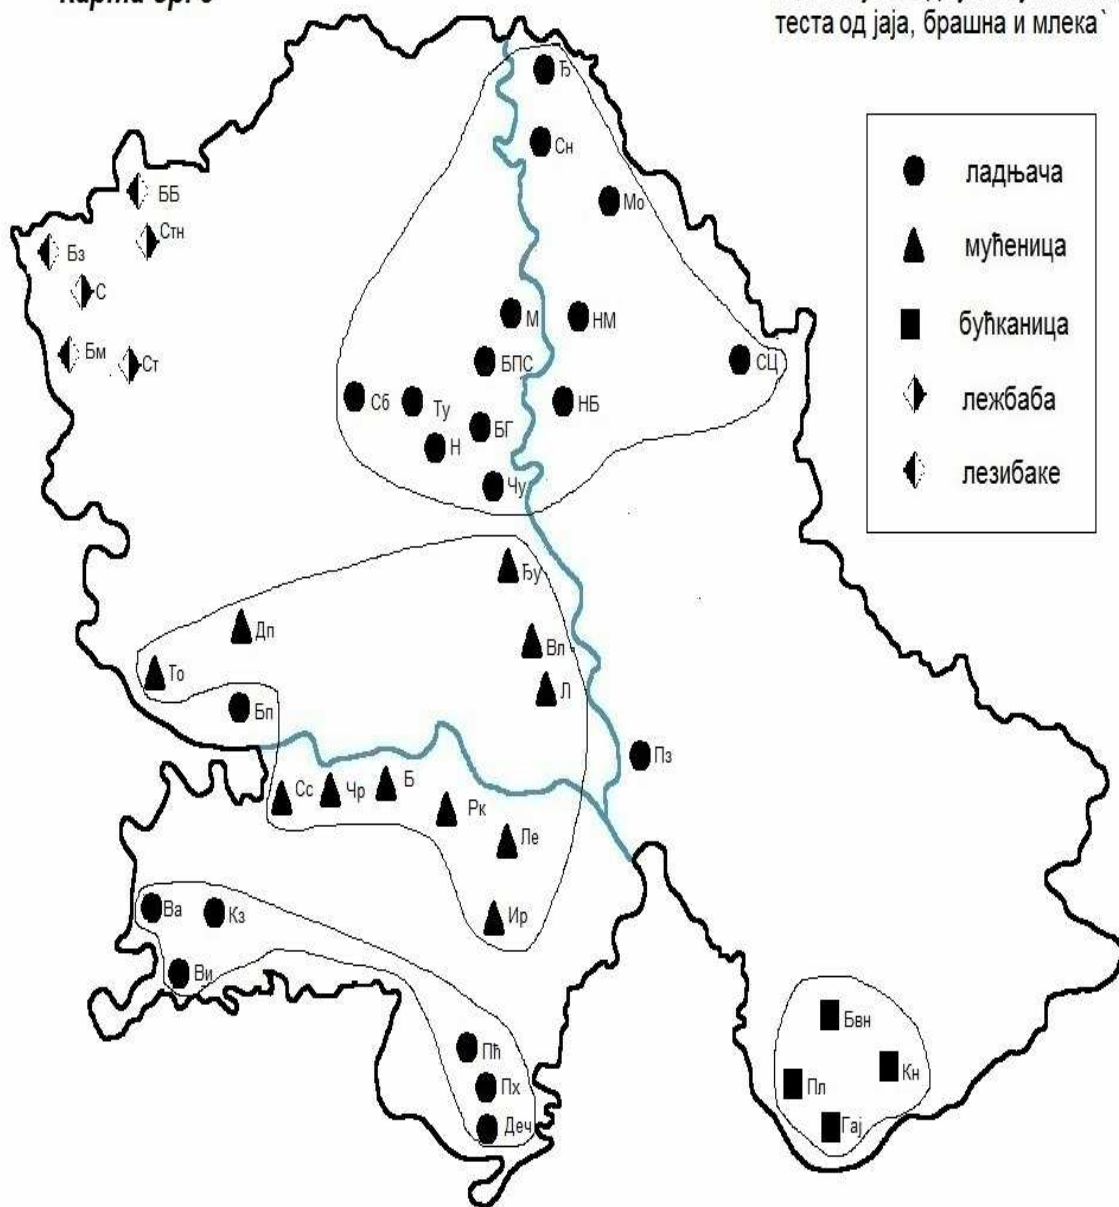 теста од јаја, брашна и млека`
ладњача
мућеница
бућканица
лежбаба
лезибаке
Ђ
Сн
Мо
ББ
Стн
Бз
С
Бм
Ст
М
НМ
БПС
СЦ
Сб
Ту
НБ
БГ
Н
Чу
Ђу
Дп
Вл
То
Л
Бп
Пз
Сс
Чр
Б
Рк
Ле
Ир
Ва
Кз
Ви
Пћ
Пх
Деч
Бвн
Кн
Пл
Гај